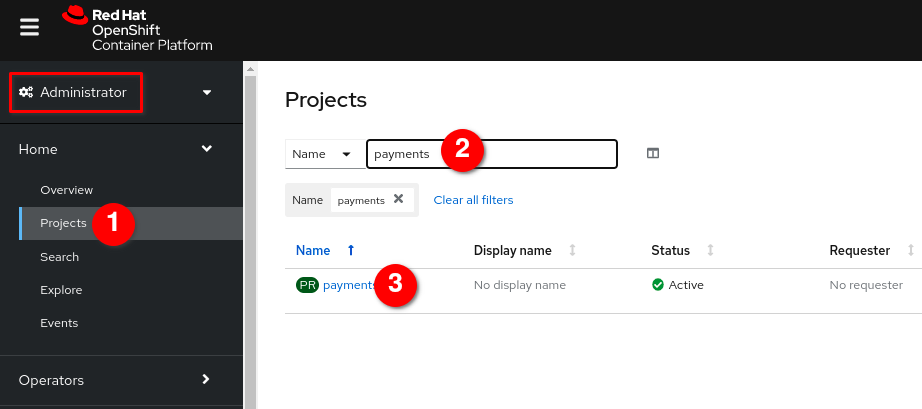 Red Hat
OpenShift
Container Platform
Administrator
Home
Overview
Projects 1
Search
Explore
Events
Operators
Projects
Name payments 2
Name payments
Clear all filters
Name Display name Status Requester
PR payments 3 No display name Active No requester